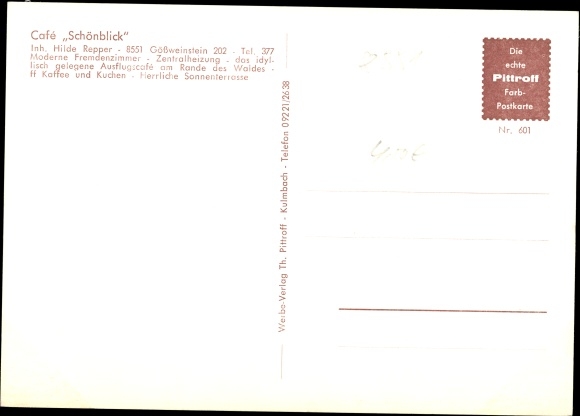 Café „Schönblick"
Inh. Hilde Repper - 8551 Gößweinstein 202 - Tel. 377
Moderne Fremdenzimmer - Zentralheizung - das idyl-
lisch gelegene Ausflugscafé am Rande des Waldes -
ff Kaffee und Kuchen - Herrliche Sonnenterrasse
Werbe-Verlag Th. Pittroff - Kulmbach - Telefon 09221/2638
Die
echte
Pittroff
Farb-
Postkarte
Nr. 601